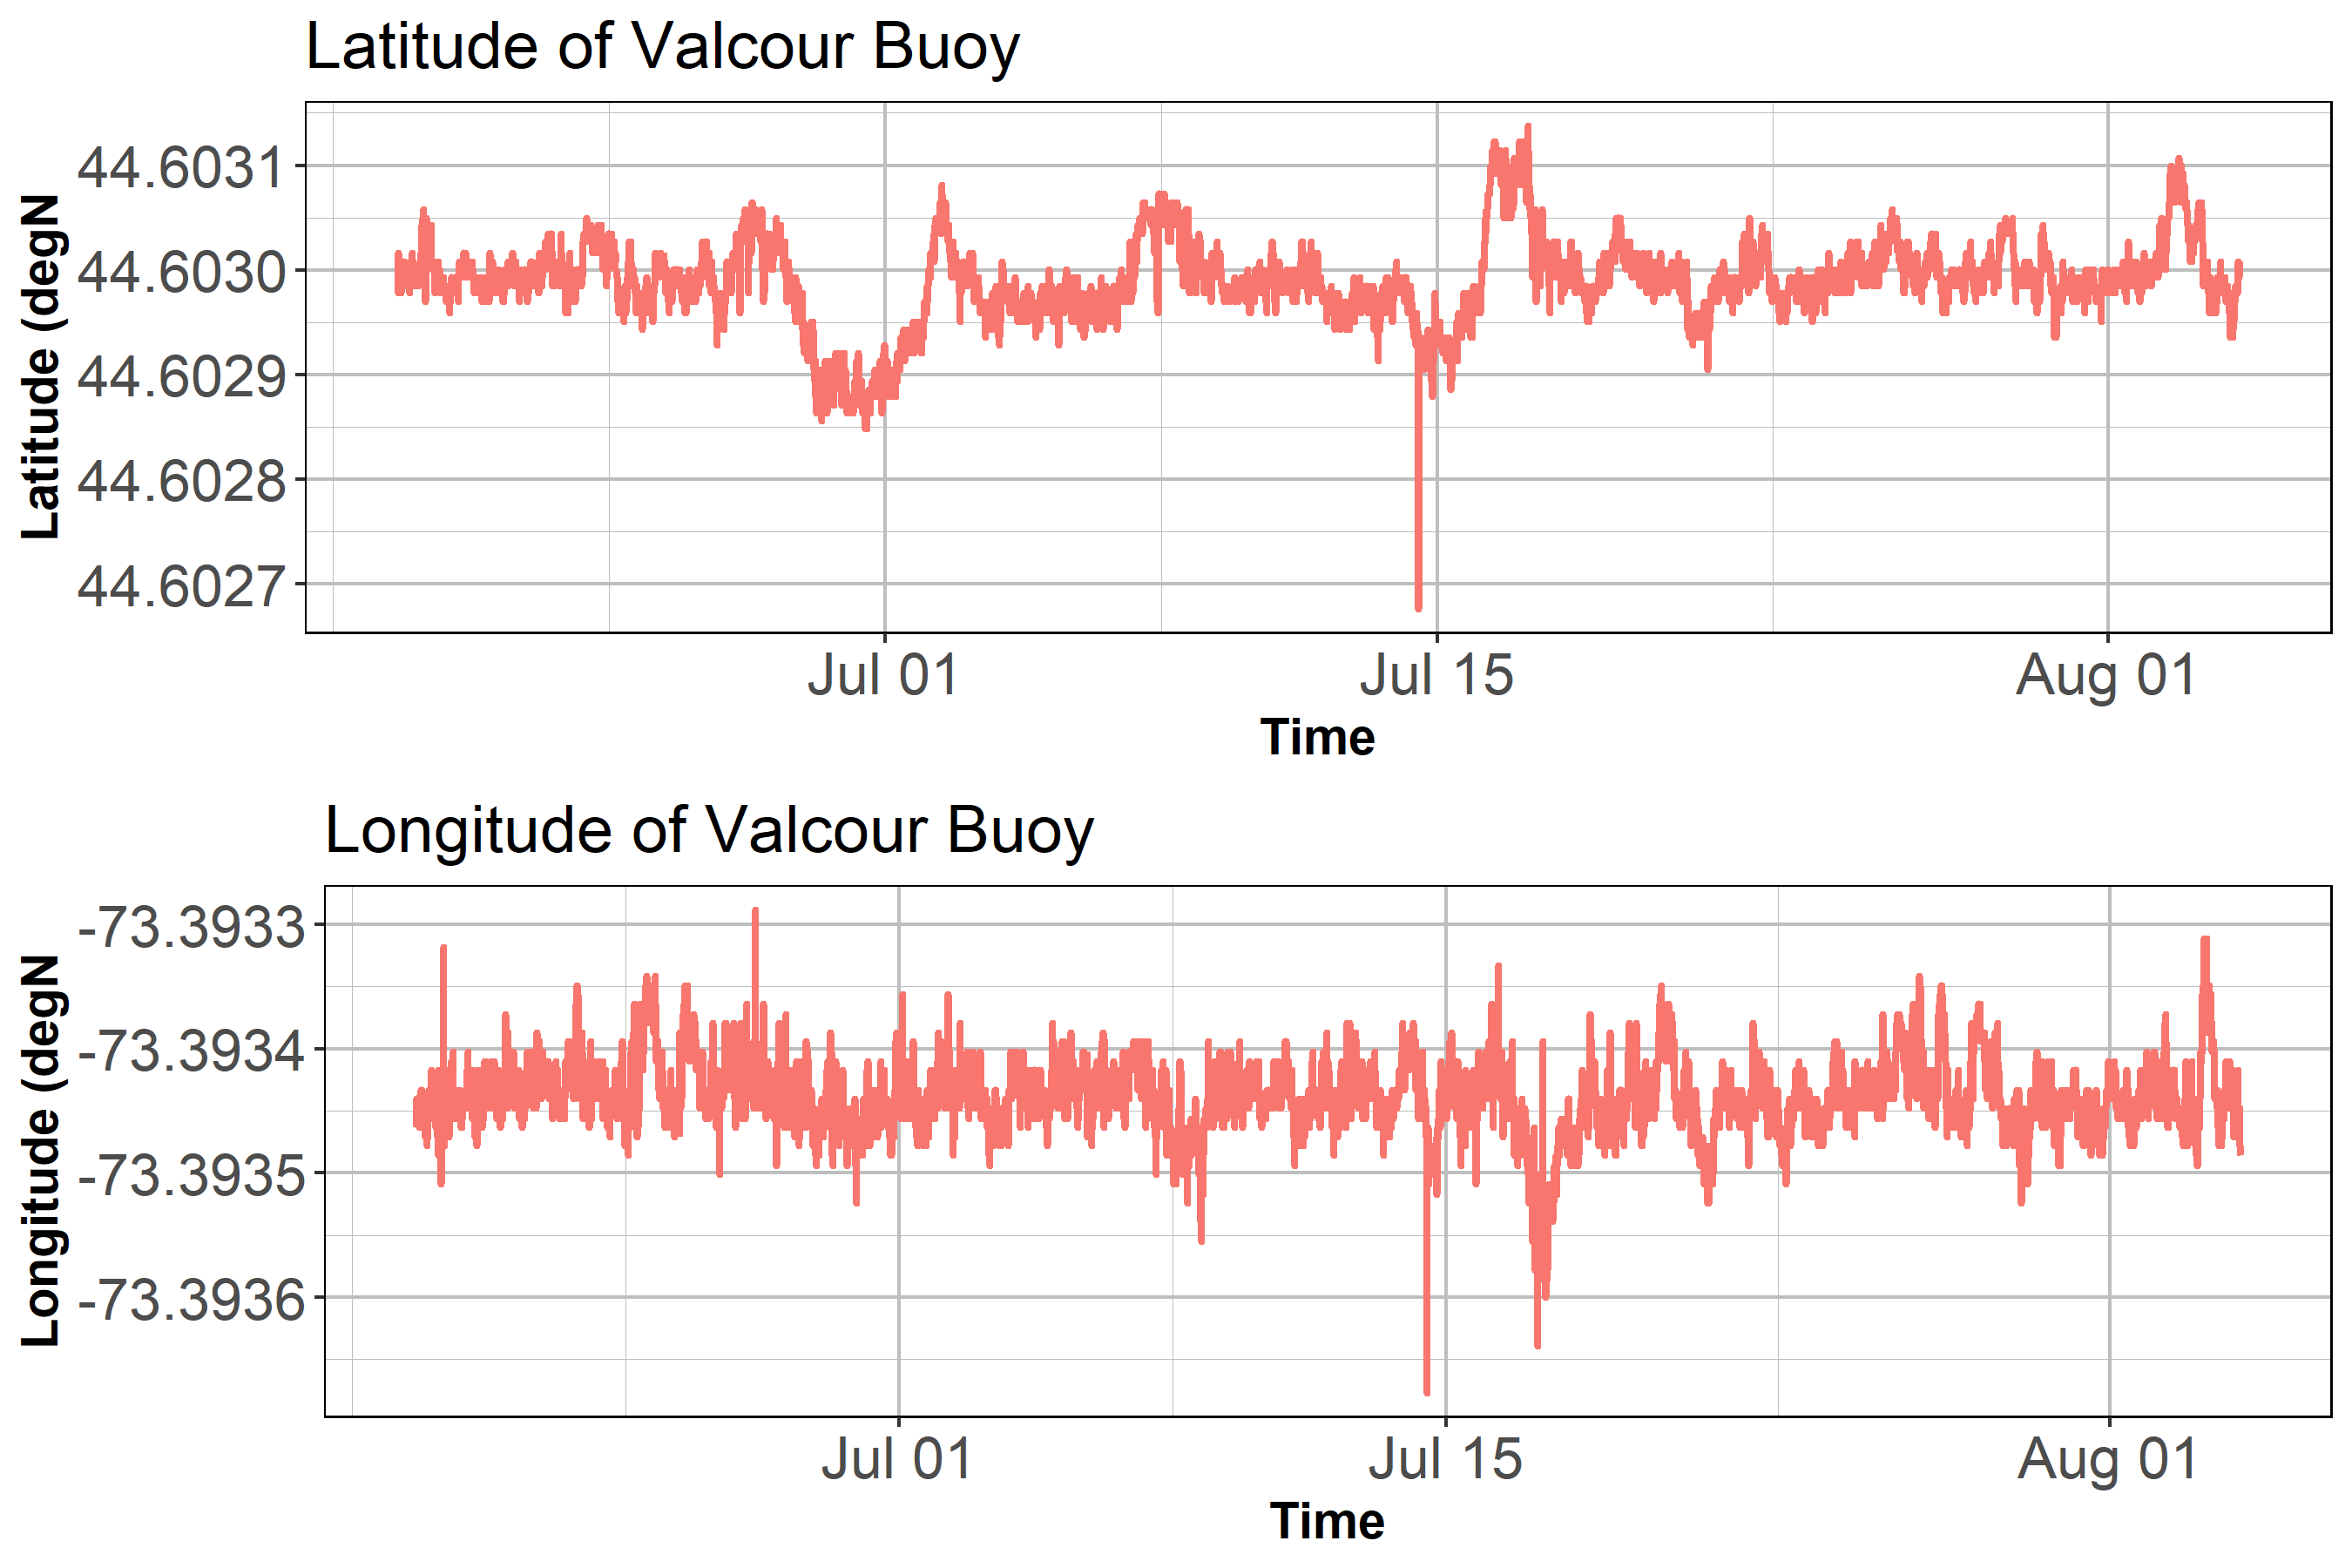 Latitude of Valcour Buoy
Latitude (degN
44.6031
44.6030
44.6029
44.6028
44.6027
Jul 01 Jul 15 Aug 01
Time
Longitude of Valcour Buoy
Longitude (degN
-73.3933
-73.3934
-73.3935
-73.3936
Jul 01 Jul 15 Aug 01
Time